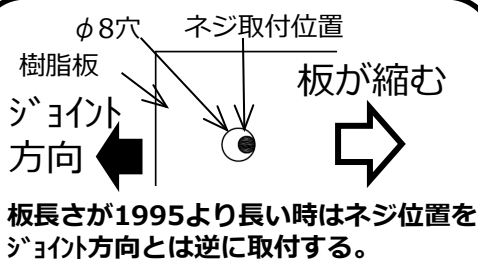 φ8穴
ネジ取付位置
樹脂板
板が縮む
ｼﾞｮｲﾝﾄ
方向
板長さが1995より長い時はネジ位置を
ｼﾞｮｲﾝﾄ方向とは逆に取付する。